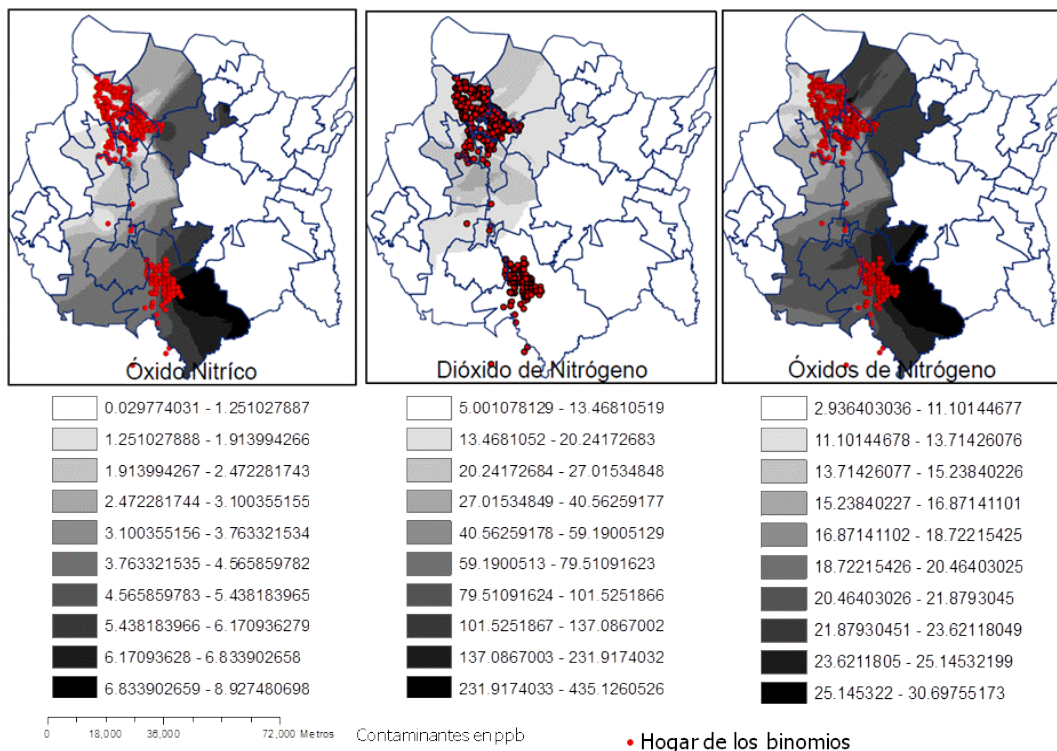 Óxido Nitríco
Dióxido de Nitrógeno
Óxidos de Nitrógeno
0.029774031 - 1.251027887
1.251027888 - 1.913994266
1.913994267 - 2.472281743
2.472281744 - 3.100355155
3.100355156 - 3.763321534
3.763321535 - 4.565859782
4.565859783 - 5.438183965
5.438183966 - 6.170936279
6.17093628 - 6.833902658
6.833902659 - 8.927480698
5.001078129 - 13.46810519
13.4681052 - 20.24172683
20.24172684 - 27.01534848
27.01534849 - 40.56259177
40.56259178 - 59.19005129
59.1900513 - 79.51091623
79.51091624 - 101.5251866
101.5251867 - 137.0867002
137.0867003 - 231.9174032
231.9174033 - 435.1260526
2.936403036 - 11.10144677
11.10144678 - 13.71426076
13.71426077 - 15.23840226
15.23840227 - 16.87141101
16.87141102 - 18.72215425
18.72215426 - 20.46403025
20.46403026 - 21.8793045
21.87930451 - 23.62118049
23.6211805 - 25.14532199
25.145322 - 30.69755173
0 18,000 36,000 72,000 Metros
Contaminantes en ppb
Hogar de los binomios